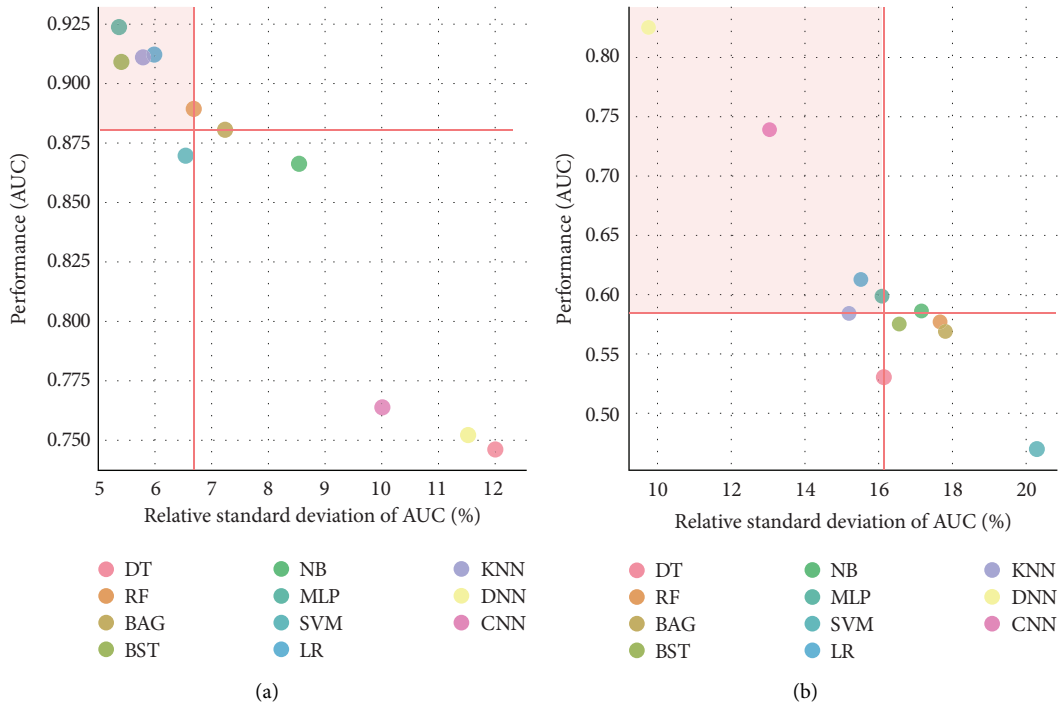 0.925
0.900
0.875
0.850
0.825
0.800
0.775
0.750
Performance (AUC)
5 6 7 8 9 10 11 12
Relative standard deviation of AUC (%)
DT NB KNN
RF MLP DNN
BAG SVM CNN
BST LR
(a)
0.80
0.75
0.70
0.65
0.60
0.55
0.50
Performance (AUC)
10 12 14 16 18 20
Relative standard deviation of AUC (%)
DT NB KNN
RF MLP DNN
BAG SVM CNN
BST LR
(b)